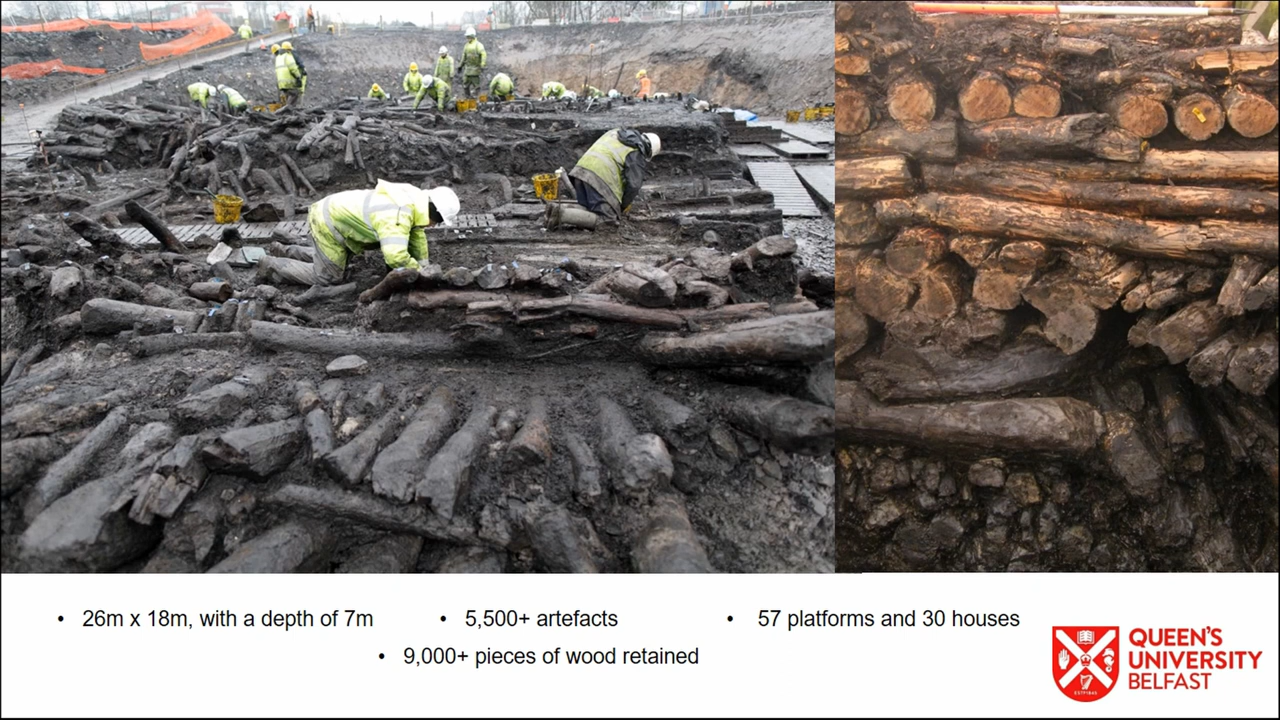 • 26m x 18m, with a depth of 7m
• 5,500+ artefacts
• 57 platforms and 30 houses
• 9,000+ pieces of wood retained
QUEEN'S
UNIVERSITY
BELFAST
ESTD1845